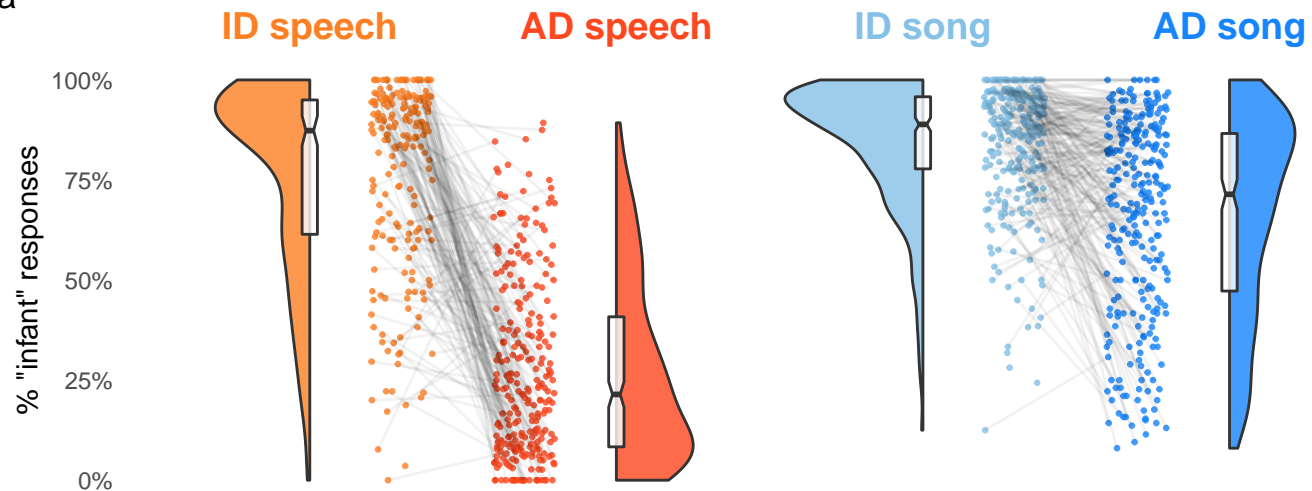 a
ID speech AD speech ID song AD song
% "infant" responses
100%
75%
50%
25%
0%